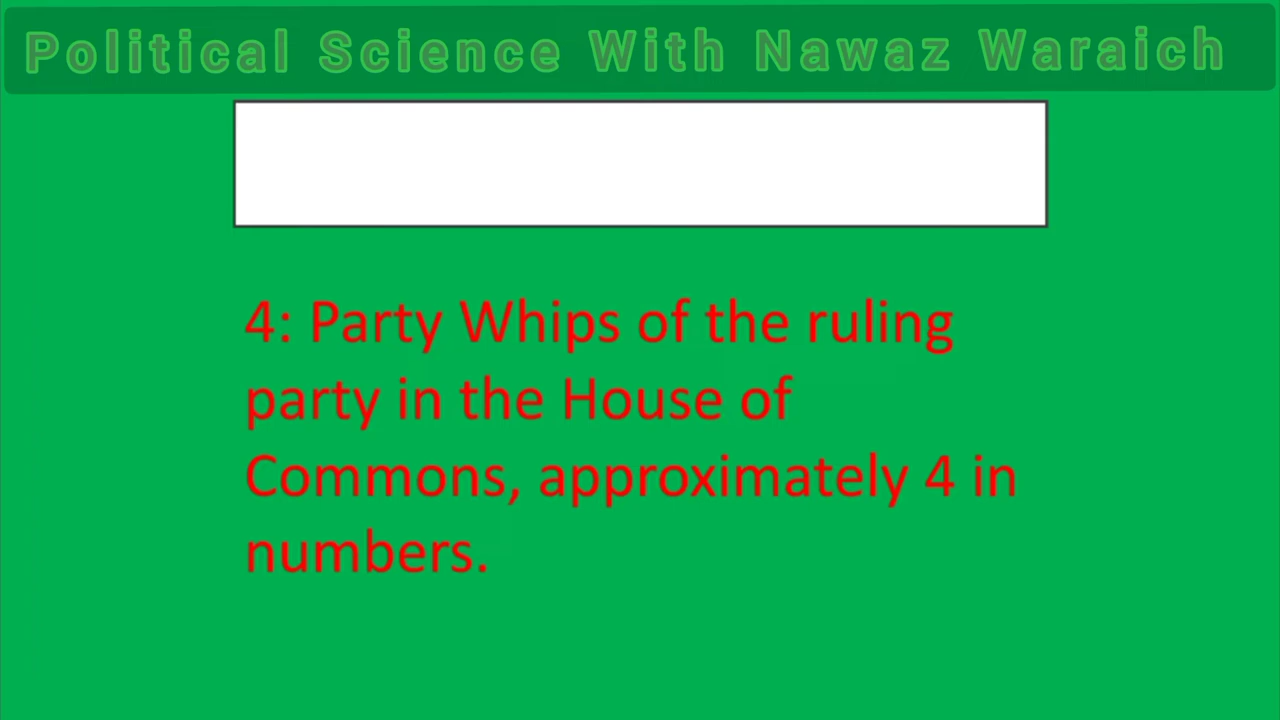 Political Science With Nawaz Waraich
4: Party Whips of the ruling
party in the House of
Commons, approximately 4 in
numbers.